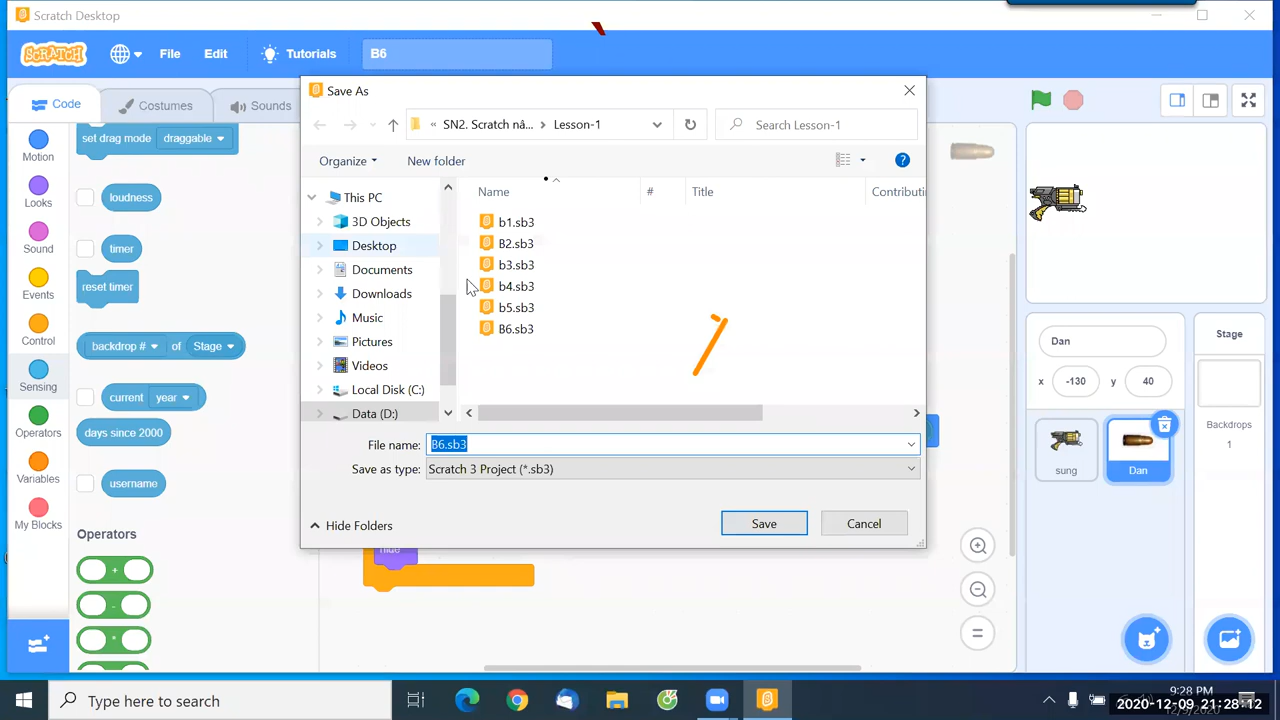 Scratch Desktop
SCRATCH File Edit Tutorials B6
Code Costumes Sounds
Motion
Looks
Sound
Events
Control
Sensing
Operators
Variables
My Blocks
set drag mode draggable
loudness
timer
reset timer
backdrop # of Stage
current year
days since 2000
username
Operators
+
-
*
Save As
« SN2. Scratch nâ... > Lesson-1
Search Lesson-1
Organize New folder
Name # Title Contributi
This PC
3D Objects
Desktop
Documents
Downloads
Music
Pictures
Videos
Local Disk (C:)
Data (D:)
b1.sb3
B2.sb3
b3.sb3
b4.sb3
b5.sb3
B6.sb3
File name: B6.sb3
Save as type: Scratch 3 Project (*.sb3)
Hide Folders Save Cancel
hide
Dan
x -130 y 40
sung
Dan
Stage
Backdrops
1
Type here to search
9:28 PM
2020-12-09 21:28:12